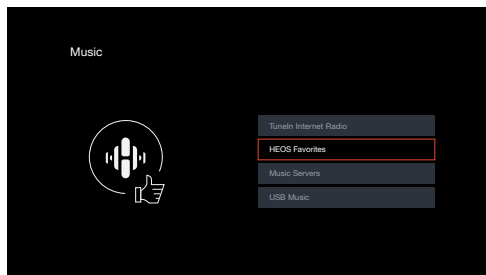 Music
TuneIn Internet Radio
HEOS Favorites
Music Servers
USB Music